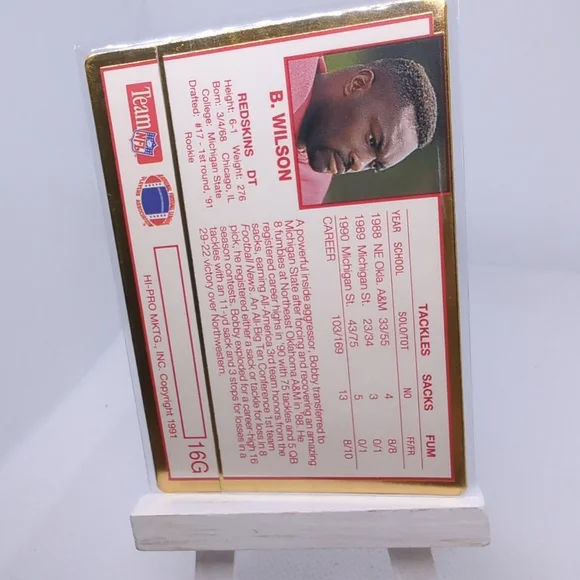 B. WILSON
REDSKINS DT
Height: 6-1 Weight: 276
Born: 3/4/68 Chicago, IL
College: Michigan State
Drafted: #17 - 1st round, '91
Rookie
TACKLES SACKS FUM
YEAR SCHOOL SOLO/TOT NO FF/FR
1988 NE Okla. A&M 33/55 4 8/8
1989 Michigan St. 23/34 3 0/1
1990 Michigan St. 43/75 5 0/1
CAREER 103/169 13 8/10
A powerful inside aggressor, Bobby transferred to
Michigan State after forcing and recovering an amazing
8 fumbles at Northeast Oklahoma A&M in '88. He
registered career highs in '90 with 75 tackles and 5 QB
sacks, earning All-America 3rd team honors from the
Football News. An All-Big Ten Conference 1st team
pick, he registered either a sack or tackle for loss in 8
season contests. Bobby exploded for a career-high 16
tackles with an 11-yd sack and 3 stops for losses in a
29-22 victory over Northwestern.
Team NFL
HI-PRO MKTG., INC. Copyright 1991
16G